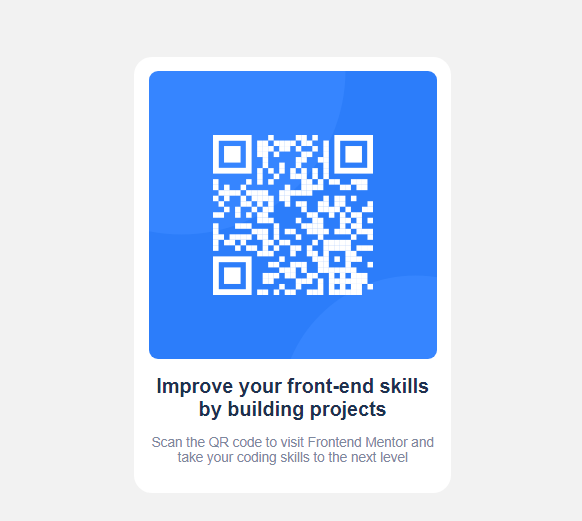 Improve your front-end skills
by building projects
Scan the QR code to visit Frontend Mentor and
take your coding skills to the next level